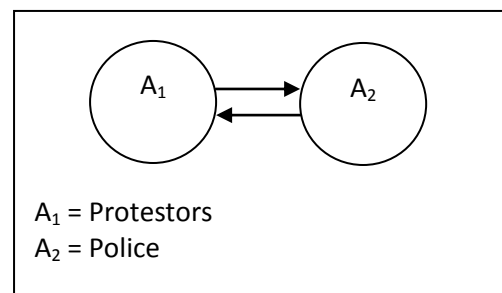 A₁ A₂
A₁ = Protestors
A₂ = Police